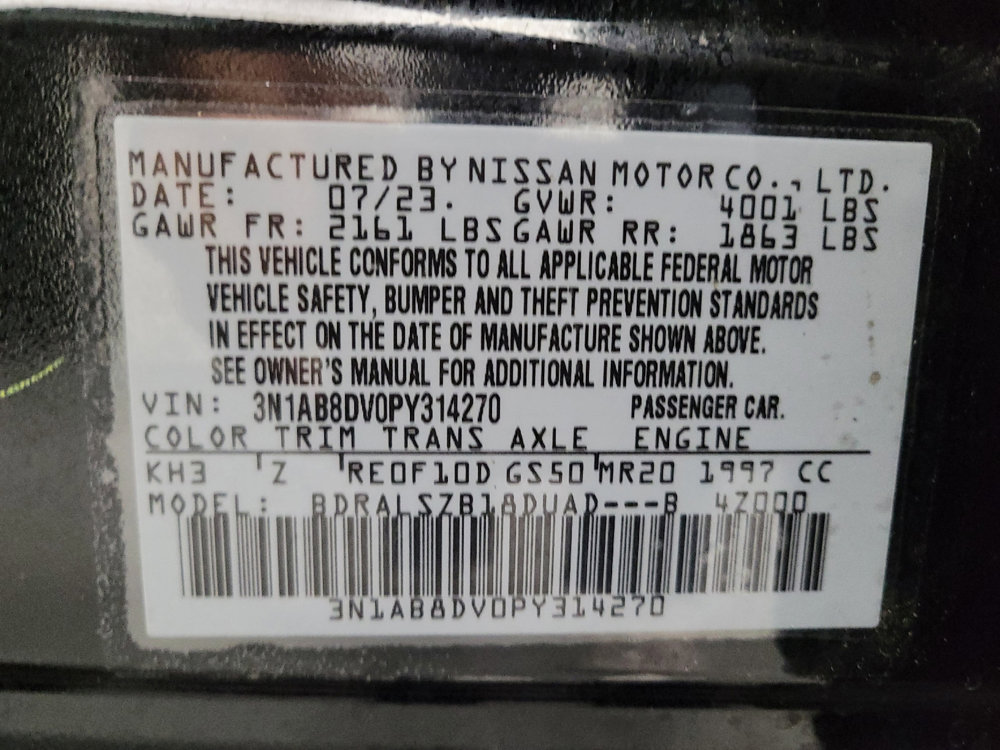 MANUFACTURED BY NISSAN MOTOR CO., LTD.
DATE: 07/23. GVWR: 4001 LBS
GAWR FR: 2161 LBS GAWR RR: 1863 LBS
THIS VEHICLE CONFORMS TO ALL APPLICABLE FEDERAL MOTOR
VEHICLE SAFETY, BUMPER AND THEFT PREVENTION STANDARDS
IN EFFECT ON THE DATE OF MANUFACTURE SHOWN ABOVE.
SEE OWNER'S MANUAL FOR ADDITIONAL INFORMATION.
VIN: 3N1AB8DV0PY314270 PASSENGER CAR.
COLOR TRIM TRANS AXLE ENGINE
KH3 Z RE0F10D GS50 MR20 1997 CC
MODEL: BDRALSZB18DUAD---B 4Z000
3N1AB8DV0PY314270